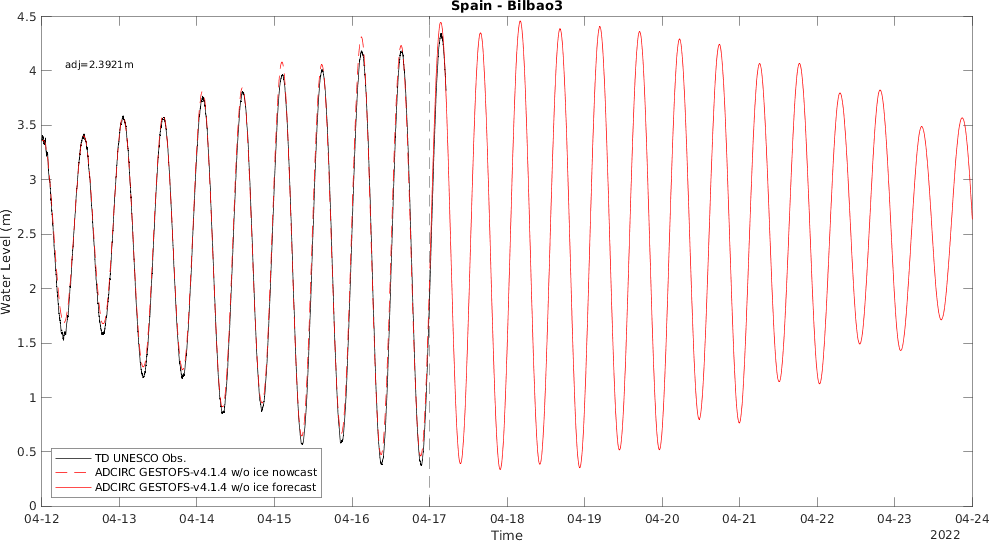 Spain - Bilbao3
adj=2.3921m
Water Level (m)
4.5
4
3.5
3
2.5
2
1.5
1
0.5
0
TD UNESCO Obs.
ADCIRC GESTOFS-v4.1.4 w/o ice nowcast
ADCIRC GESTOFS-v4.1.4 w/o ice forecast
04-12 04-13 04-14 04-15 04-16 04-17 04-18 04-19 04-20 04-21 04-22 04-23 04-24
Time
2022